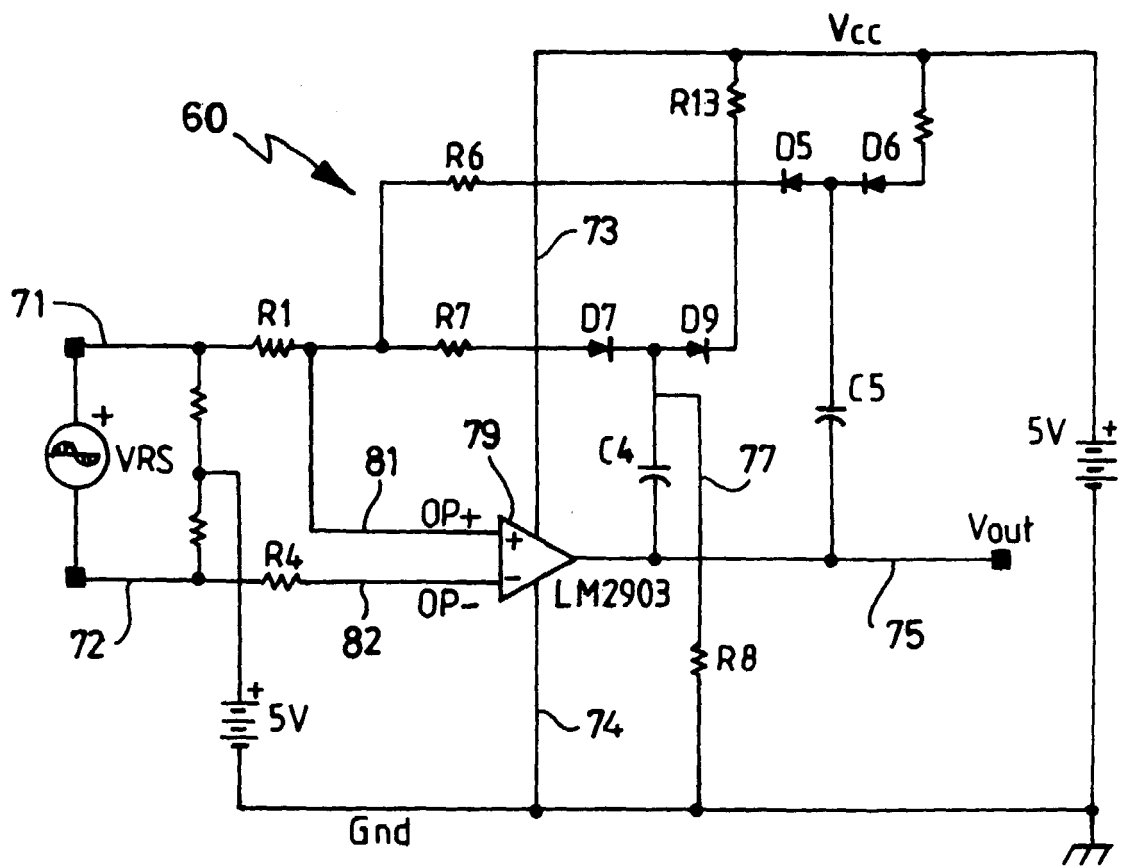 Vcc
R13
60
D5 D6
R6
73
71
R1
R7
D7
D9
C5
+
VRS
79
C4
77
5V
+
81
OP+
+
Vout
R4
-
LM2903
OP-
72
82
75
R8
+
5V
74
Gnd